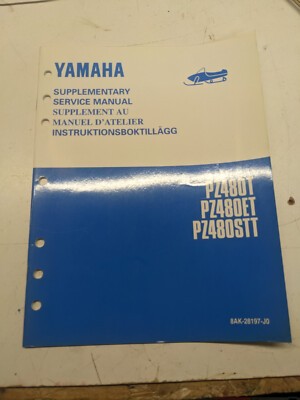 YAMAHA
SUPPLEMENTARY
SERVICE MANUAL
SUPPLEMENT AU
MANUEL D'ATELIER
INSTRUKTIONSBOKTILLÄGG
PZ480T
PZ480ET
PZ480STT
8AK-28197-J0